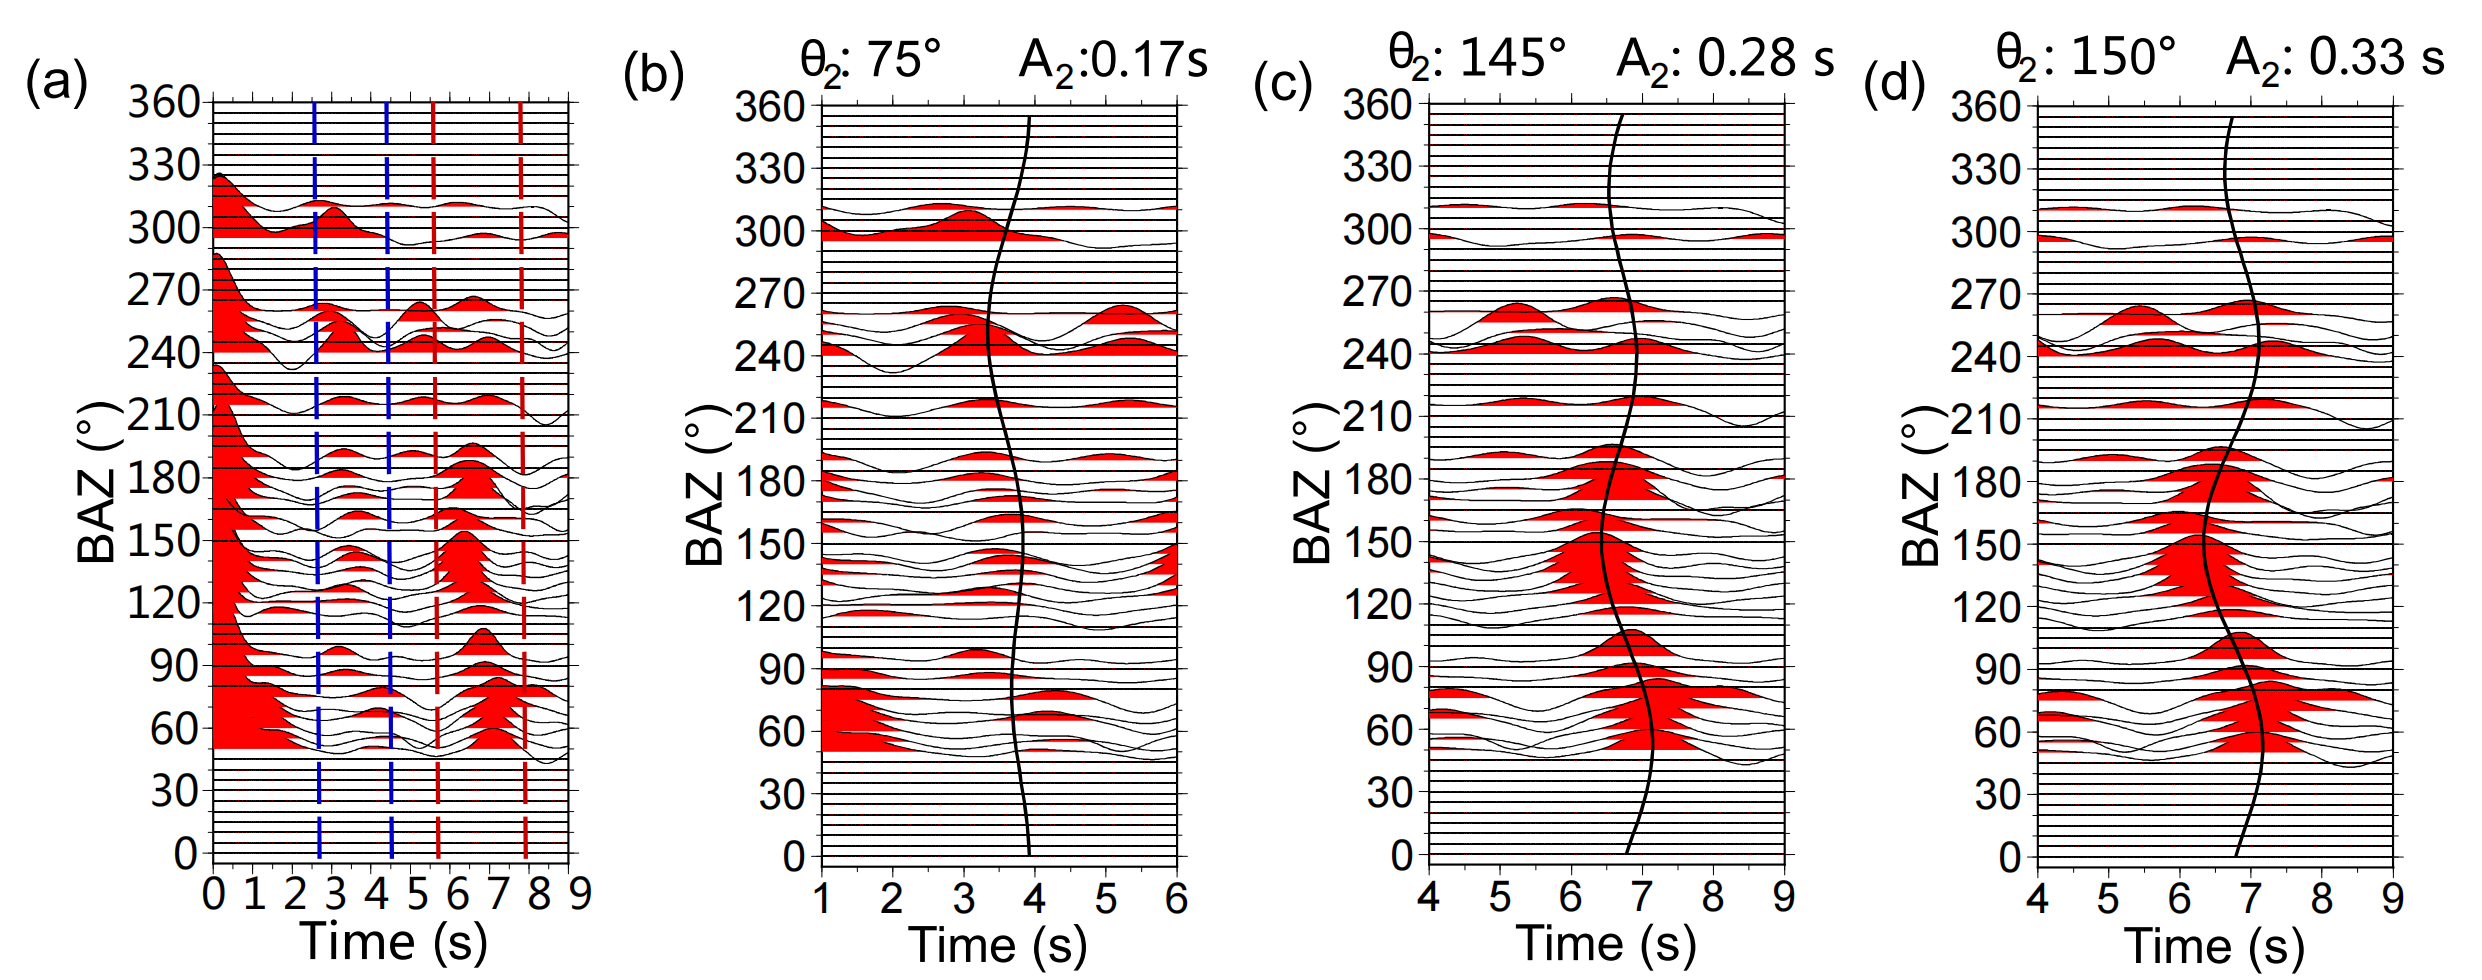 (a)
360
330
300
270
240
210
180
150
120
90
60
30
0
BAZ (°)
0 1 2 3 4 5 6 7 8 9
Time (s)
(b)
θ2: 75° A2:0.17s
360
330
300
270
240
210
180
150
120
90
60
30
0
BAZ (°)
1 2 3 4 5 6
Time (s)
(c)
θ2: 145° A2: 0.28 s
360
330
300
270
240
210
180
150
120
90
60
30
0
BAZ (°)
4 5 6 7 8 9
Time (s)
(d)
θ2: 150° A2: 0.33 s
360
330
300
270
240
210
180
150
120
90
60
30
0
BAZ (°)
4 5 6 7 8 9
Time (s)